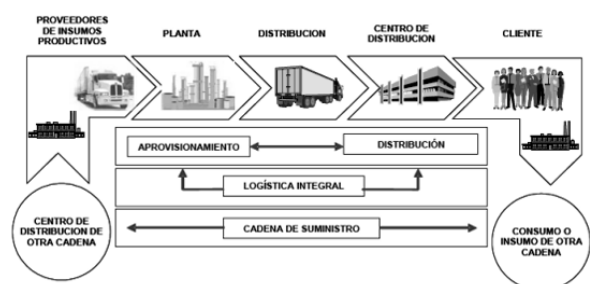 PROVEEDORES
DE INSUMOS
PRODUCTIVOS
PLANTA
DISTRIBUCION
CENTRO DE
DISTRIBUCION
CLIENTE
APROVISIONAMIENTO
DISTRIBUCIÓN
LOGÍSTICA INTEGRAL
CADENA DE SUMINISTRO
CENTRO DE
DISTRIBUCION DE
OTRA CADENA
CONSUMO O
INSUMO DE OTRA
CADENA